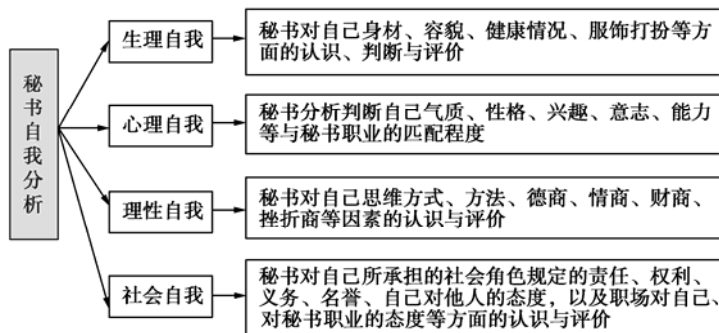 秘书自我分析
生理自我
秘书对自己身材、容貌、健康情况、服饰打扮等方
面的认识、判断与评价
心理自我
秘书分析判断自己气质、性格、兴趣、意志、能力
等与秘书职业的匹配程度
理性自我
秘书对自己思维方式、方法、德商、情商、财商、
挫折商等因素的认识与评价
社会自我
秘书对自己所承担的社会角色规定的责任、权利、
义务、名誉、自己对他人的态度，以及职场对自己、
对秘书职业的态度等方面的认识与评价